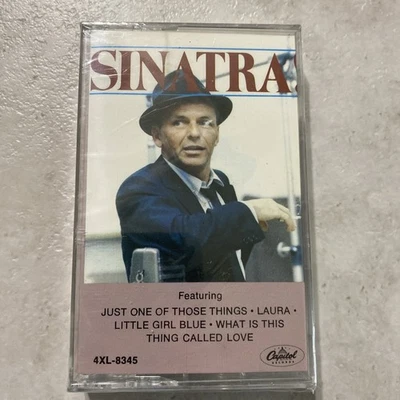 SINATRA!
Featuring
JUST ONE OF THOSE THINGS • LAURA •
LITTLE GIRL BLUE • WHAT IS THIS
THING CALLED LOVE
4XL-8345
Capitol
RECORDS